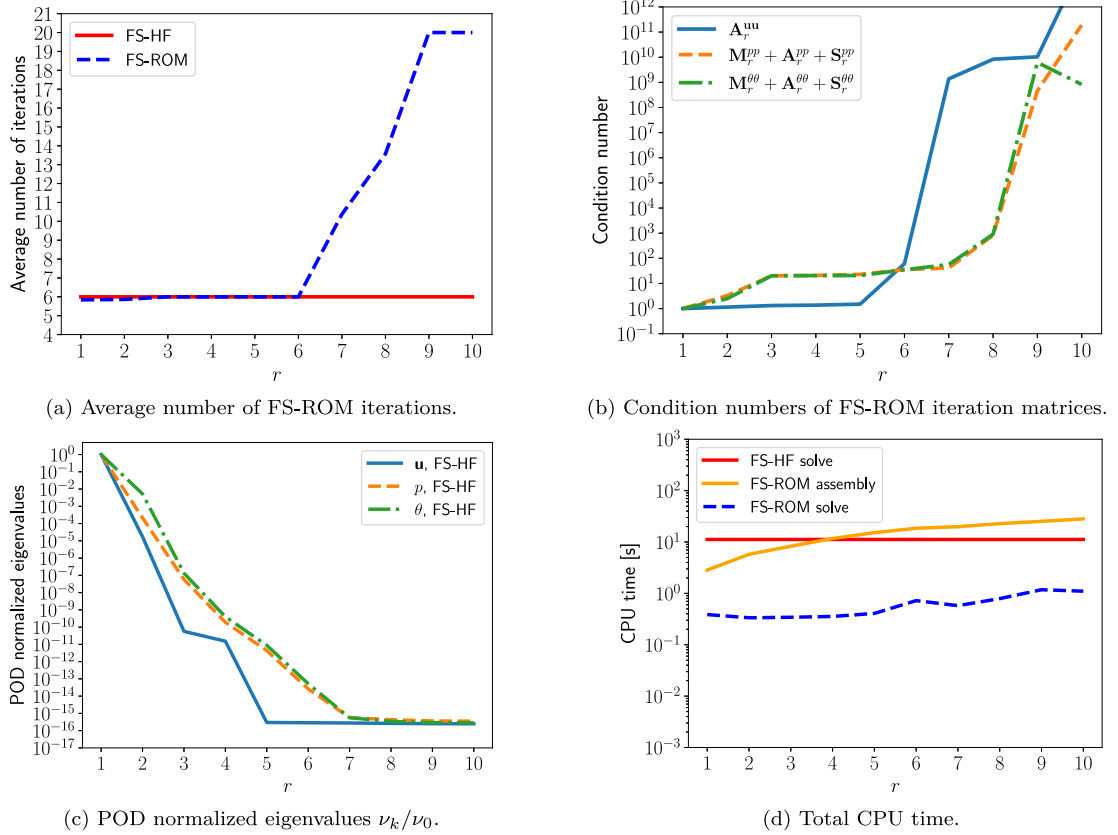 21
20
19
18
17
16
15
14
13
12
11
10
9
8
7
6
5
4
Average number of iterations
FS-HF
FS-ROM
1 2 3 4 5 6 7 8 9 10
r
(a) Average number of FS-ROM iterations.
10^12
10^11
10^10
10^9
10^8
10^7
10^6
10^5
10^4
10^3
10^2
10^1
10^0
10^−1
Condition number
A_r^{uu}
M_r^{pp} + A_r^{pp} + S_r^{pp}
M_r^{θθ} + A_r^{θθ} + S_r^{θθ}
1 2 3 4 5 6 7 8 9 10
r
(b) Condition numbers of FS-ROM iteration matrices.
10^0
10^−1
10^−2
10^−3
10^−4
10^−5
10^−6
10^−7
10^−8
10^−9
10^−10
10^−11
10^−12
10^−13
10^−14
10^−15
10^−16
10^−17
POD normalized eigenvalues
u, FS-HF
p, FS-HF
θ, FS-HF
1 2 3 4 5 6 7 8 9 10
r
(c) POD normalized eigenvalues ν_k/ν_0.
10^3
10^2
10^1
10^0
10^−1
10^−2
10^−3
CPU time [s]
FS-HF solve
FS-ROM assembly
FS-ROM solve
1 2 3 4 5 6 7 8 9 10
r
(d) Total CPU time.